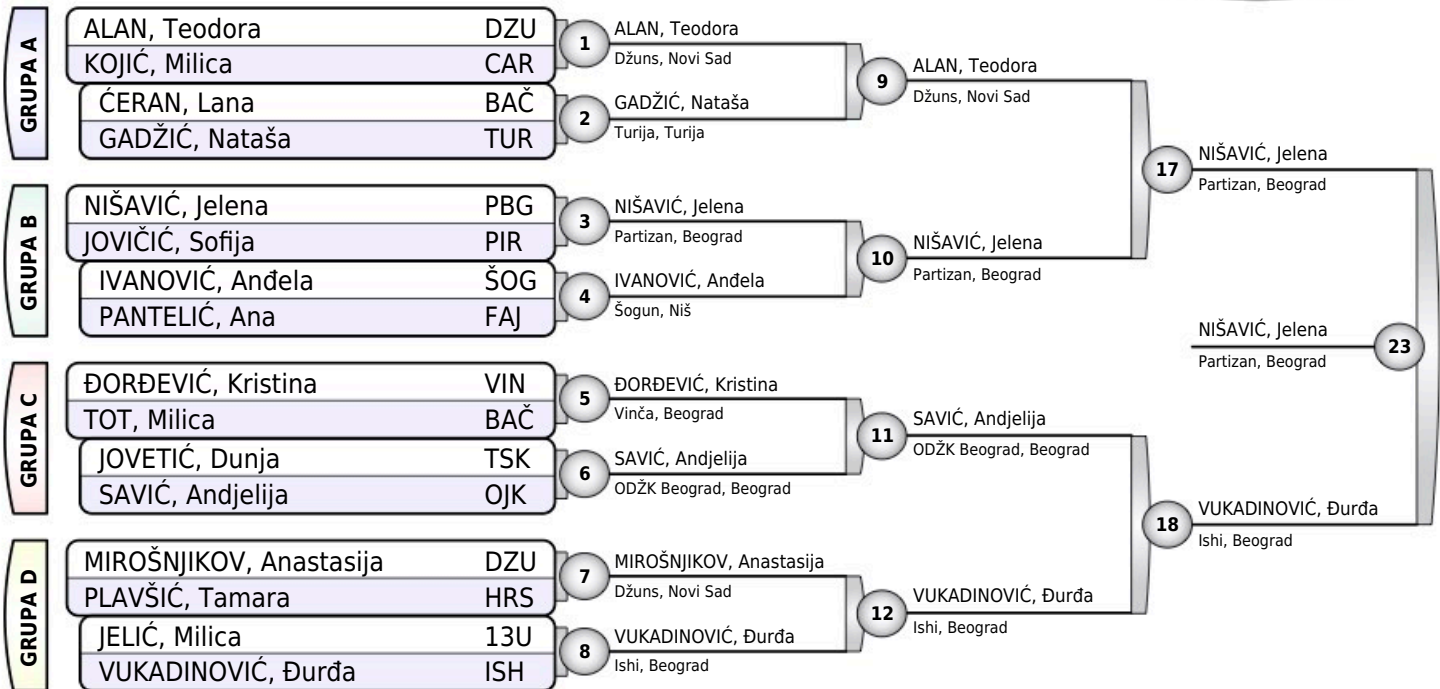 GRUPA A
ALAN, Teodora DZU
KOJIĆ, Milica CAR
ĆERAN, Lana BAČ
GADŽIĆ, Nataša TUR
GRUPA B
NIŠAVIĆ, Jelena PBG
JOVIČIĆ, Sofija PIR
IVANOVIĆ, Anđela ŠOG
PANTELIĆ, Ana FAJ
GRUPA C
ĐORĐEVIĆ, Kristina VIN
TOT, Milica BAČ
JOVETIĆ, Dunja TSK
SAVIĆ, Andjelija OJK
GRUPA D
MIROŠNJIKOV, Anastasija DZU
PLAVŠIĆ, Tamara HRS
JELIĆ, Milica 13U
VUKADINOVIĆ, Đurđa ISH
1
ALAN, Teodora
Džuns, Novi Sad
2
GADŽIĆ, Nataša
Turija, Turija
3
NIŠAVIĆ, Jelena
Partizan, Beograd
4
IVANOVIĆ, Anđela
Šogun, Niš
5
ĐORĐEVIĆ, Kristina
Vinča, Beograd
6
SAVIĆ, Andjelija
ODŽK Beograd, Beograd
7
MIROŠNJIKOV, Anastasija
Džuns, Novi Sad
8
VUKADINOVIĆ, Đurđa
Ishi, Beograd
9
ALAN, Teodora
Džuns, Novi Sad
10
NIŠAVIĆ, Jelena
Partizan, Beograd
11
SAVIĆ, Andjelija
ODŽK Beograd, Beograd
12
VUKADINOVIĆ, Đurđa
Ishi, Beograd
17
NIŠAVIĆ, Jelena
Partizan, Beograd
18
VUKADINOVIĆ, Đurđa
Ishi, Beograd
NIŠAVIĆ, Jelena
Partizan, Beograd
23